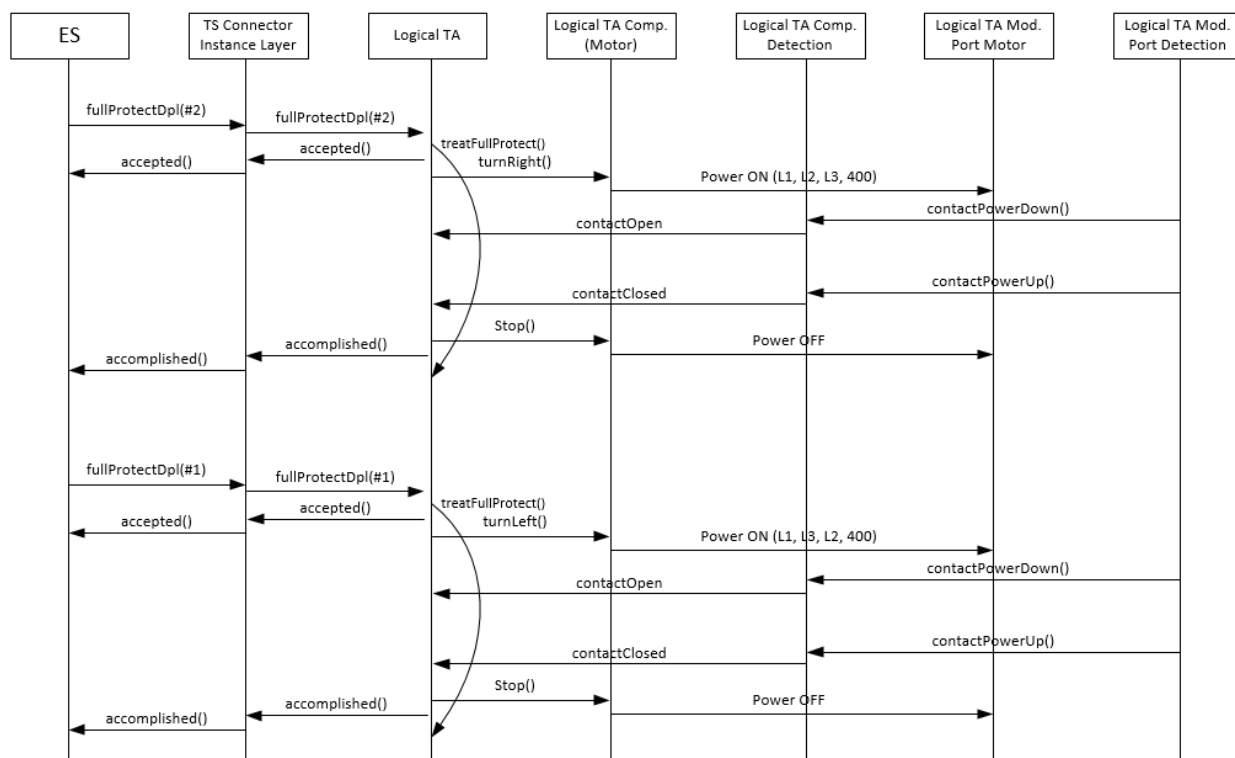 ES
TS Connector
Instance Layer
Logical TA
Logical TA Comp.
(Motor)
Logical TA Comp.
Detection
Logical TA Mod.
Port Motor
Logical TA Mod.
Port Detection
fullProtectDpl(#2)
fullProtectDpl(#2)
treatFullProtect()
accepted()
accepted()
turnRight()
Power ON (L1, L2, L3, 400)
contactPowerDown()
contactOpen
contactPowerUp()
contactClosed
Stop()
Power OFF
accomplished()
accomplished()
fullProtectDpl(#1)
fullProtectDpl(#1)
treatFullProtect()
accepted()
accepted()
turnLeft()
Power ON (L1, L3, L2, 400)
contactPowerDown()
contactOpen
contactPowerUp()
contactClosed
Stop()
Power OFF
accomplished()
accomplished()